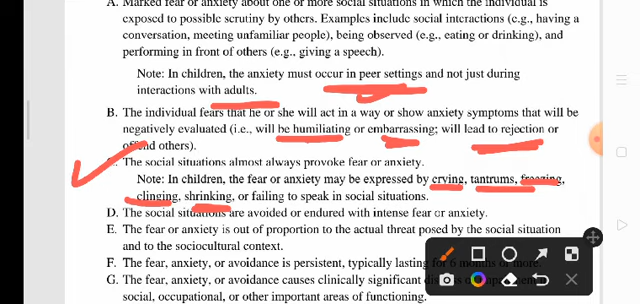 A. Marked fear or anxiety about one or more social situations in which the individual is
exposed to possible scrutiny by others. Examples include social interactions (e.g., having a
conversation, meeting unfamiliar people), being observed (e.g., eating or drinking), and
performing in front of others (e.g., giving a speech).
Note: In children, the anxiety must occur in peer settings and not just during
interactions with adults.
B. The individual fears that he or she will act in a way or show anxiety symptoms that will be
negatively evaluated (i.e., will be humiliating or embarrassing; will lead to rejection or
offend others).
The social situations almost always provoke fear or anxiety.
Note: In children, the fear or anxiety may be expressed by crying, tantrums, freezing,
clinging, shrinking, or failing to speak in social situations.
D. The social situations are avoided or endured with intense fear or anxiety.
E. The fear or anxiety is out of proportion to the actual threat posed by the social situation
and to the sociocultural context.
F. The fear, anxiety, or avoidance is persistent, typically lasting for 6 months or more.
G. The fear, anxiety, or avoidance causes clinically significant
social, occupational, or other important areas of functioning.